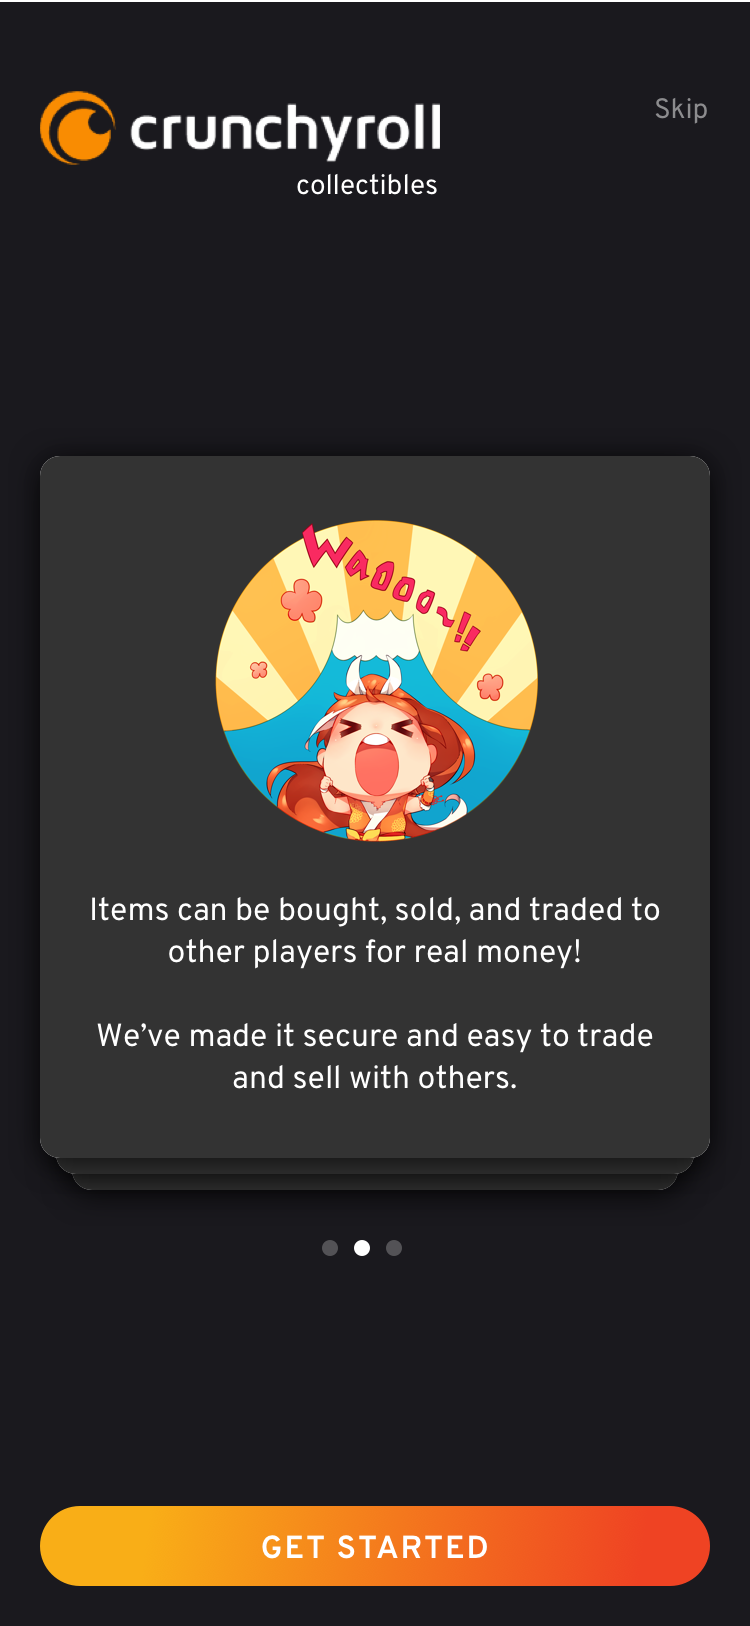 crunchyroll
Skip
collectibles
Waoooo~!!
Items can be bought, sold, and traded to
other players for real money!
We’ve made it secure and easy to trade
and sell with others.
GET STARTED